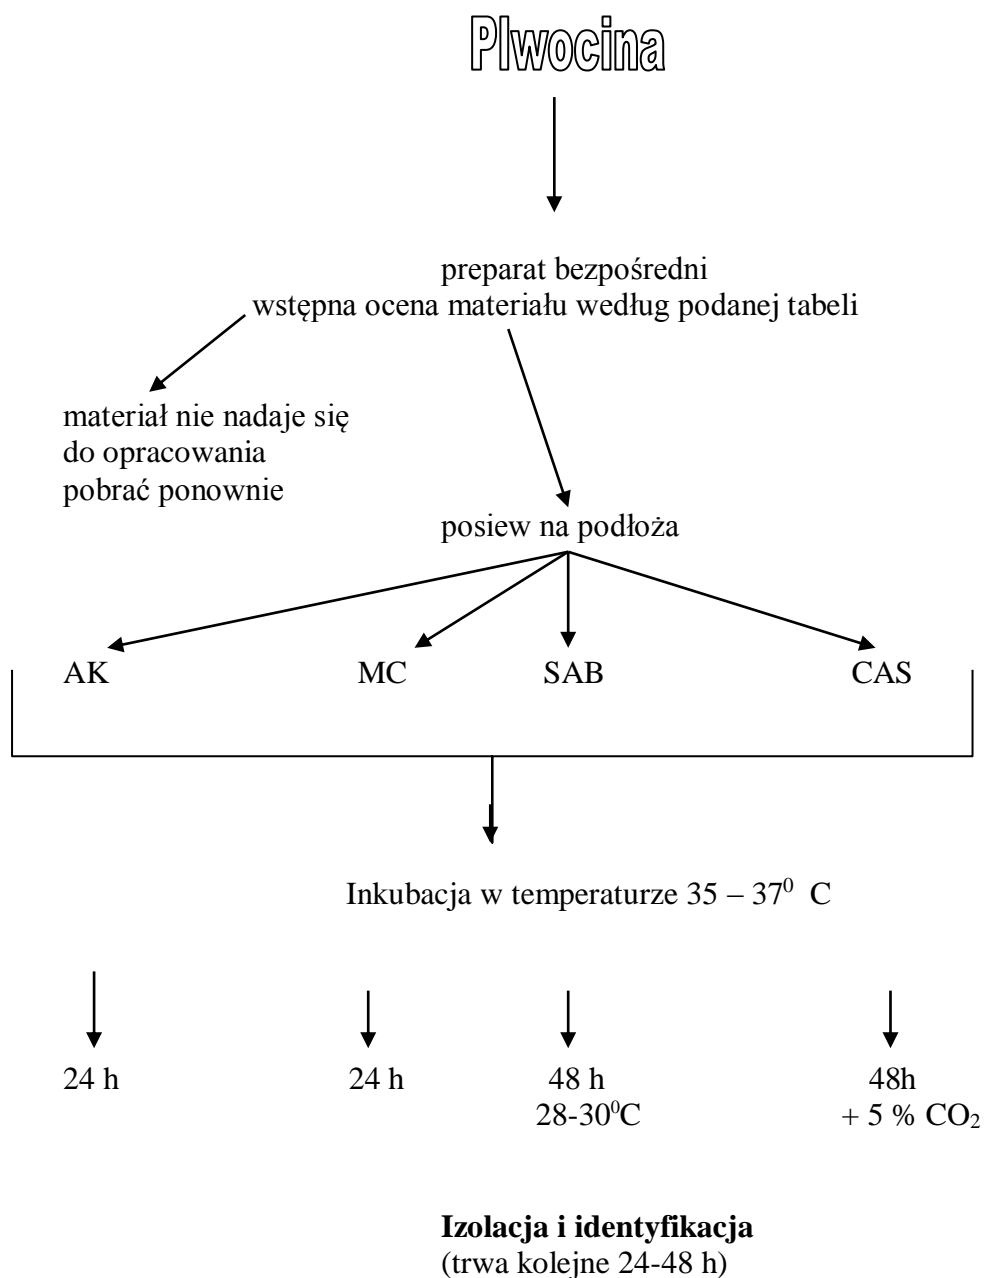 Plwocina
preparat bezpośredni
wstępna ocena materiału według podanej tabeli
materiał nie nadaje się
do opracowania
pobrać ponownie
posiew na podłoża
AK MC SAB CAS
Inkubacja w temperaturze 35 – 37⁰ C
24 h 24 h 48 h 48h
28-30⁰C + 5 % CO₂
Izolacja i identyfikacja
(trwa kolejne 24-48 h)